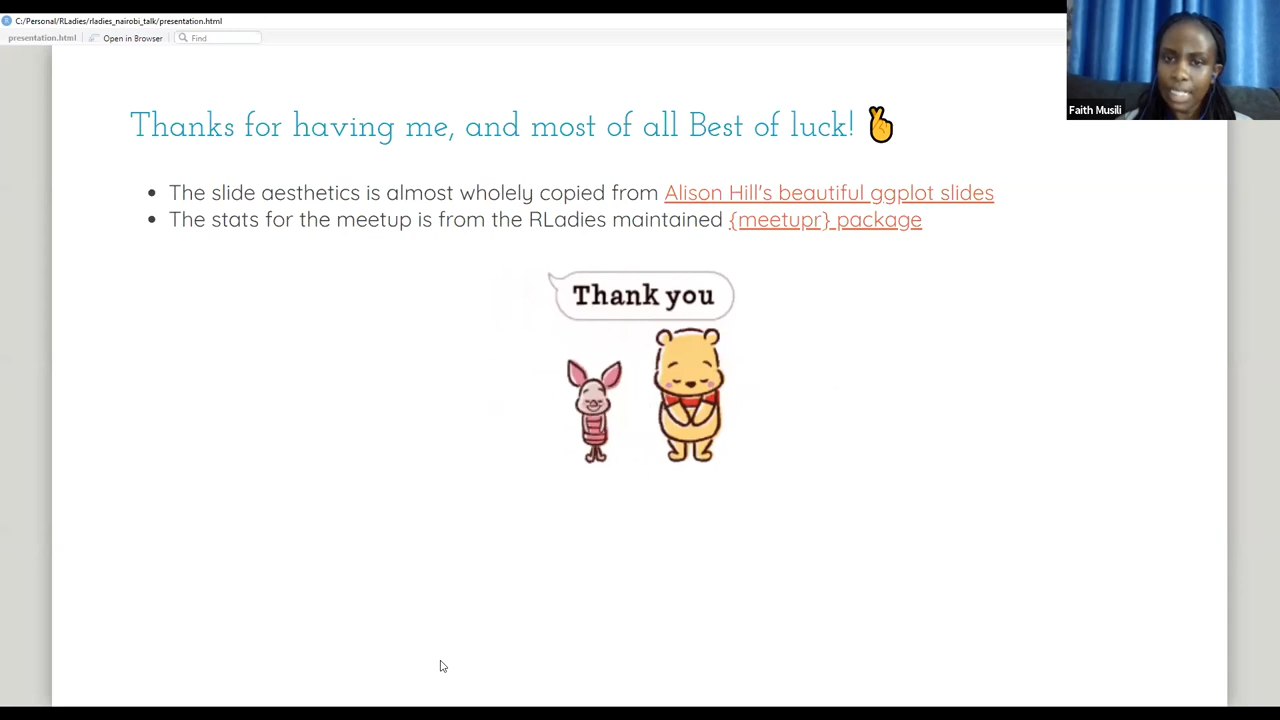 C:/Personal/RLadies/rladies_nairobi_talk/presentation.html
presentation.html
Open in Browser
Find
Faith Musili
Thanks for having me, and most of all Best of luck!
The slide aesthetics is almost wholely copied from Alison Hill's beautiful ggplot slides
The stats for the meetup is from the RLadies maintained {meetupr} package
Thank you